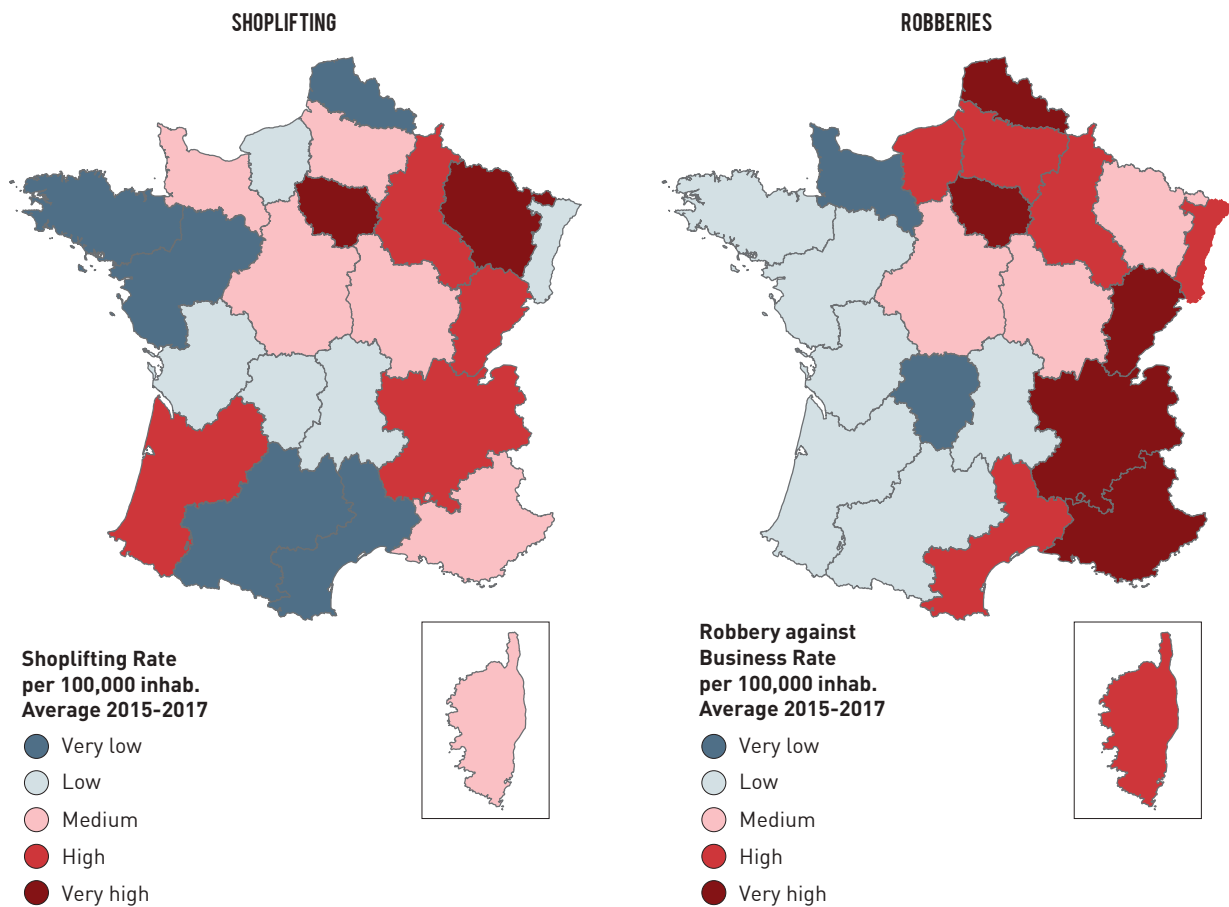 SHOPLIFTING
Shoplifting Rate
per 100,000 inhab.
Average 2015-2017
Very low
Low
Medium
High
Very high
ROBBERIES
Robbery against
Business Rate
per 100,000 inhab.
Average 2015-2017
Very low
Low
Medium
High
Very high